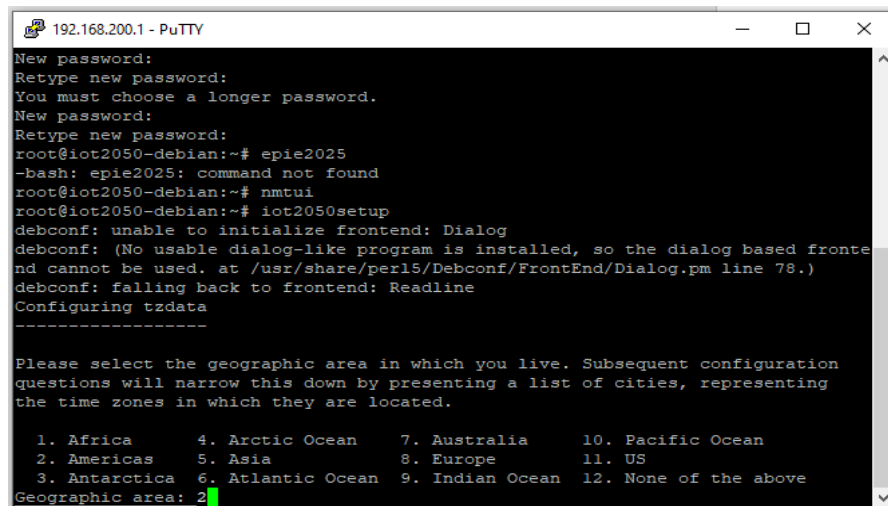 192.168.200.1 - PuTTY
New password:
Retype new password:
You must choose a longer password.
New password:
Retype new password:
root@iot2050-debian:~# epie2025
-bash: epie2025: command not found
root@iot2050-debian:~# nmtui
root@iot2050-debian:~# iot2050setup
debconf: unable to initialize frontend: Dialog
debconf: (No usable dialog-like program is installed, so the dialog based fronte
nd cannot be used. at /usr/share/perl5/Debconf/FrontEnd/Dialog.pm line 78.)
debconf: falling back to frontend: Readline
Configuring tzdata
------------------
Please select the geographic area in which you live. Subsequent configuration
questions will narrow this down by presenting a list of cities, representing
the time zones in which they are located.
1. Africa 4. Arctic Ocean 7. Australia 10. Pacific Ocean
2. Americas 5. Asia 8. Europe 11. US
3. Antarctica 6. Atlantic Ocean 9. Indian Ocean 12. None of the above
Geographic area: 2